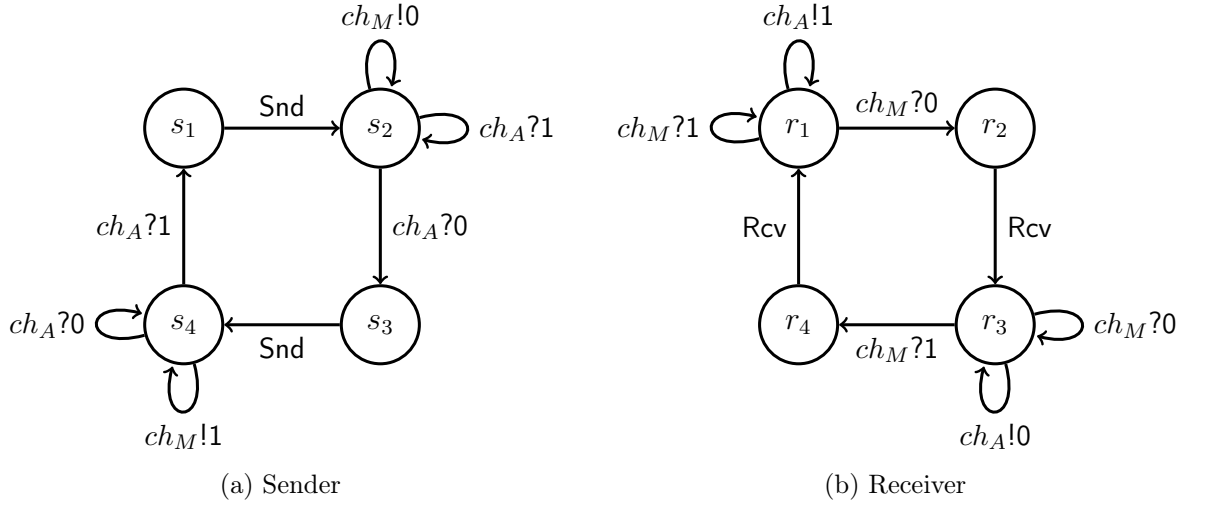 ch_M!0
ch_A!1
s_1
Snd
s_2
ch_A?1
ch_M?1
r_1
ch_M?0
r_2
ch_A?1
ch_A?0
Rcv
Rcv
ch_A?0
s_4
Snd
s_3
r_4
ch_M?1
r_3
ch_M?0
ch_M!1
ch_A!0
(a) Sender
(b) Receiver